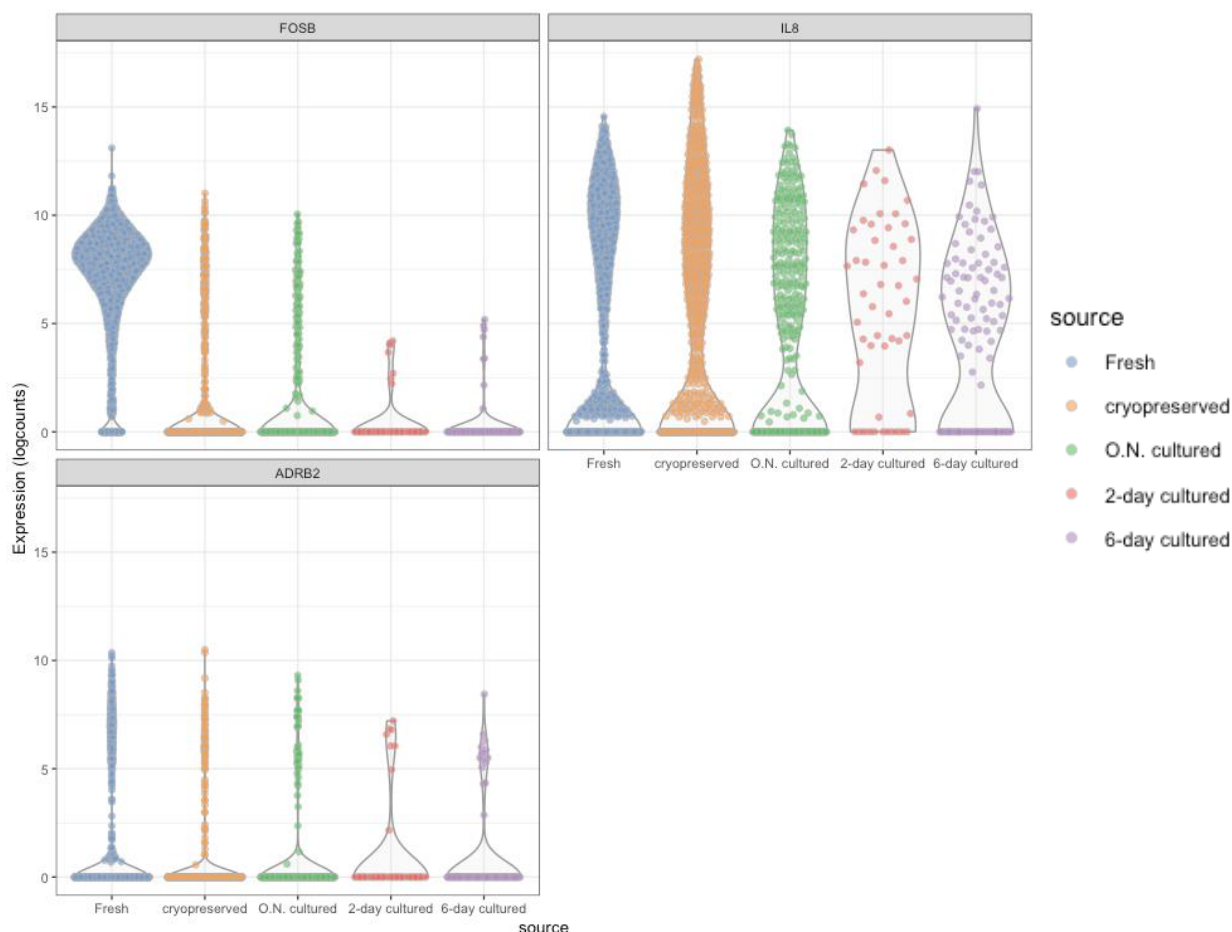 FOSB
IL8
15
10
5
0
Fresh
cryopreserved
O.N. cultured
2-day cultured
6-day cultured
ADRB2
15
10
5
0
Fresh
cryopreserved
O.N. cultured
2-day cultured
6-day cultured
source
Expression (logcounts)
source
Fresh
cryopreserved
O.N. cultured
2-day cultured
6-day cultured